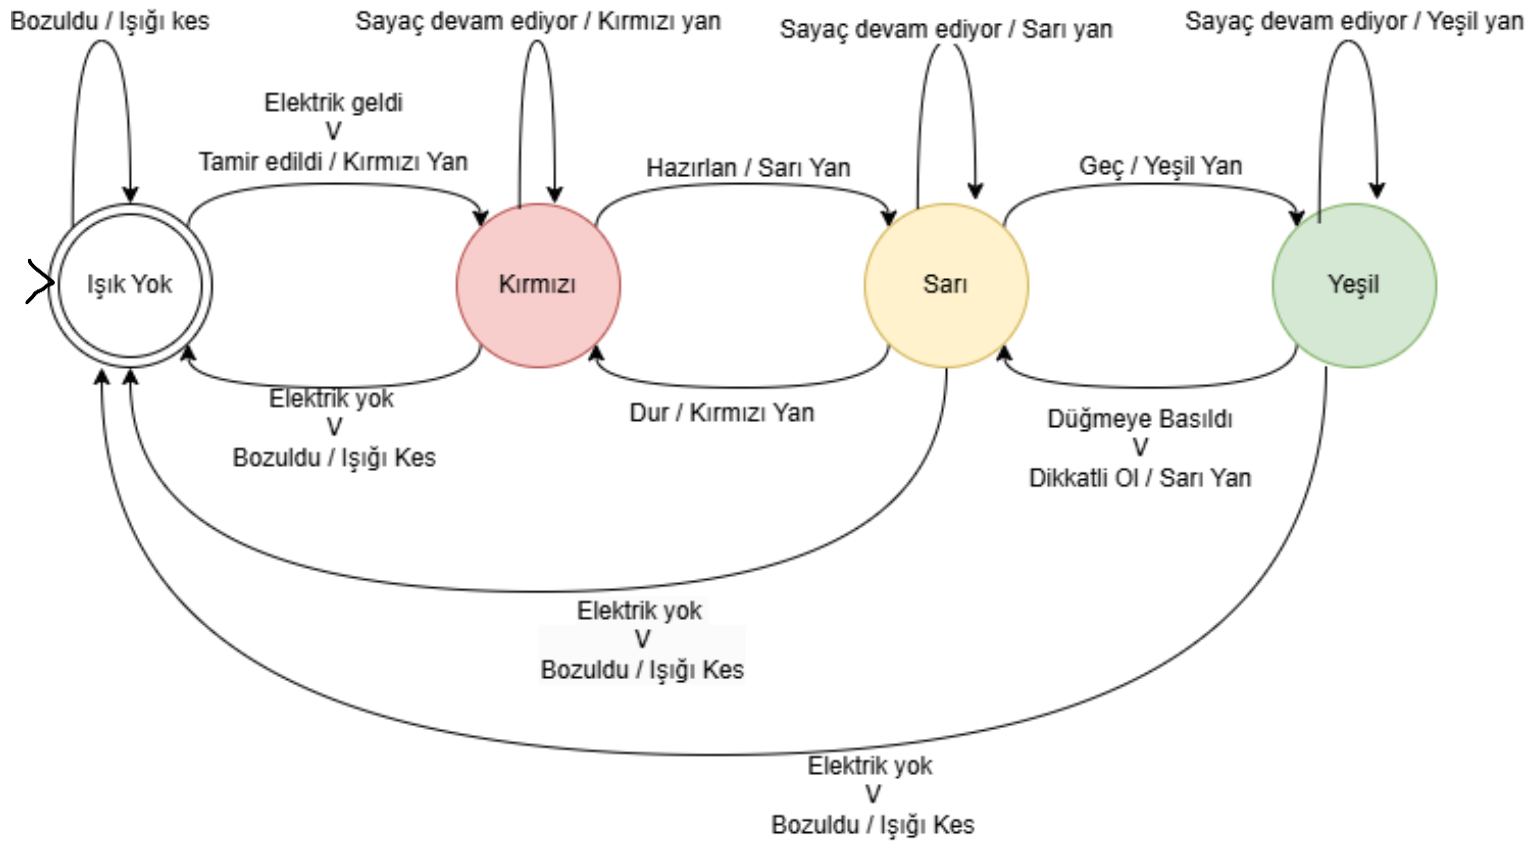 Bozuldu / Işığı kes
Sayaç devam ediyor / Kırmızı yan
Sayaç devam ediyor / Sarı yan
Sayaç devam ediyor / Yeşil yan
Elektrik geldi
V
Tamir edildi / Kırmızı Yan
Hazırlan / Sarı Yan
Geç / Yeşil Yan
Işık Yok
Kırmızı
Sarı
Yeşil
Elektrik yok
V
Bozuldu / Işığı Kes
Dur / Kırmızı Yan
Düğmeye Basıldı
V
Dikkatli Ol / Sarı Yan
Elektrik yok
V
Bozuldu / Işığı Kes
Elektrik yok
V
Bozuldu / Işığı Kes